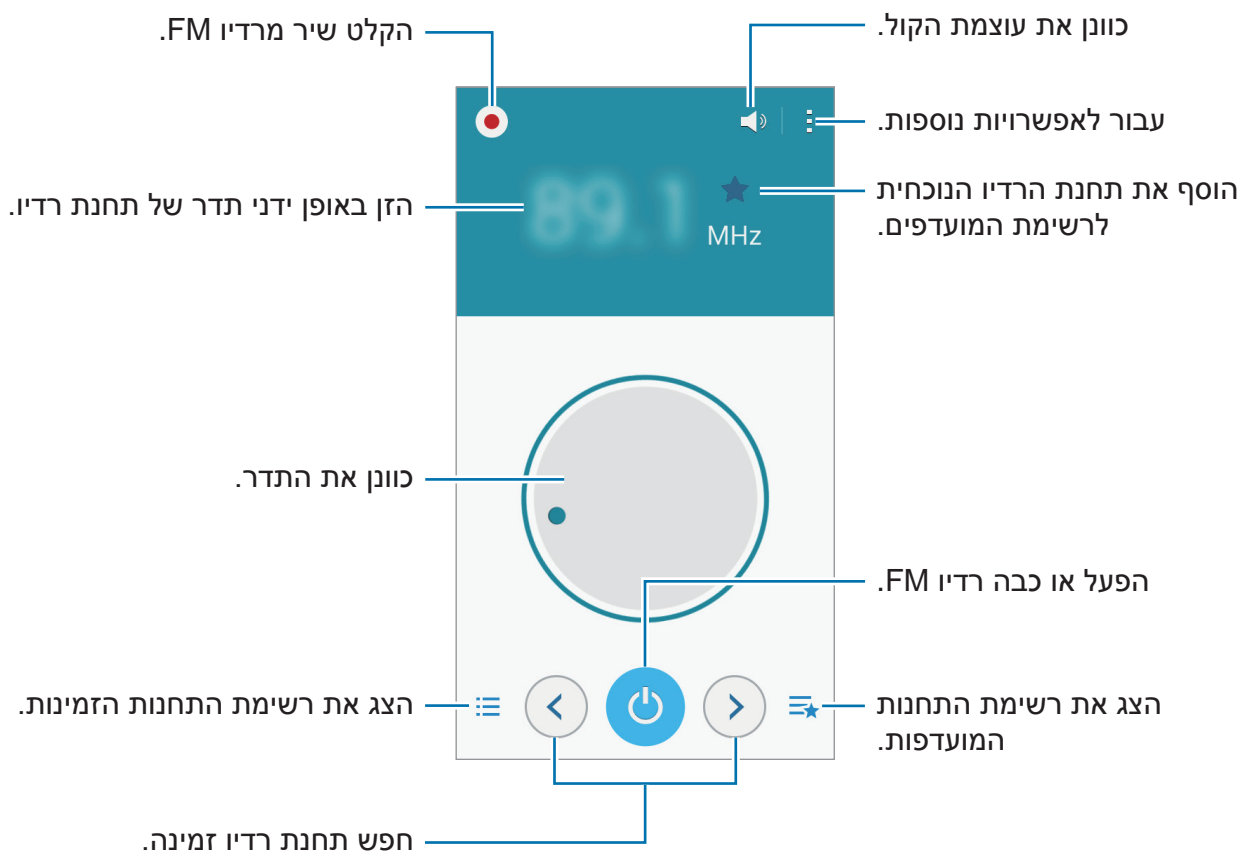 הקלט שיר מרדיו FM.
כוונן את עוצמת הקול.
עבור לאפשרויות נוספות.
הוסף את תחנת הרדיו הנוכחית
לרשימת המועדפים.
הזן באופן ידני תדר של תחנת רדיו.
89.1
MHz
כוונן את התדר.
הפעל או כבה רדיו FM.
הצג את רשימת התחנות הזמינות.
הצג את רשימת התחנות
המועדפות.
חפש תחנת רדיו זמינה.